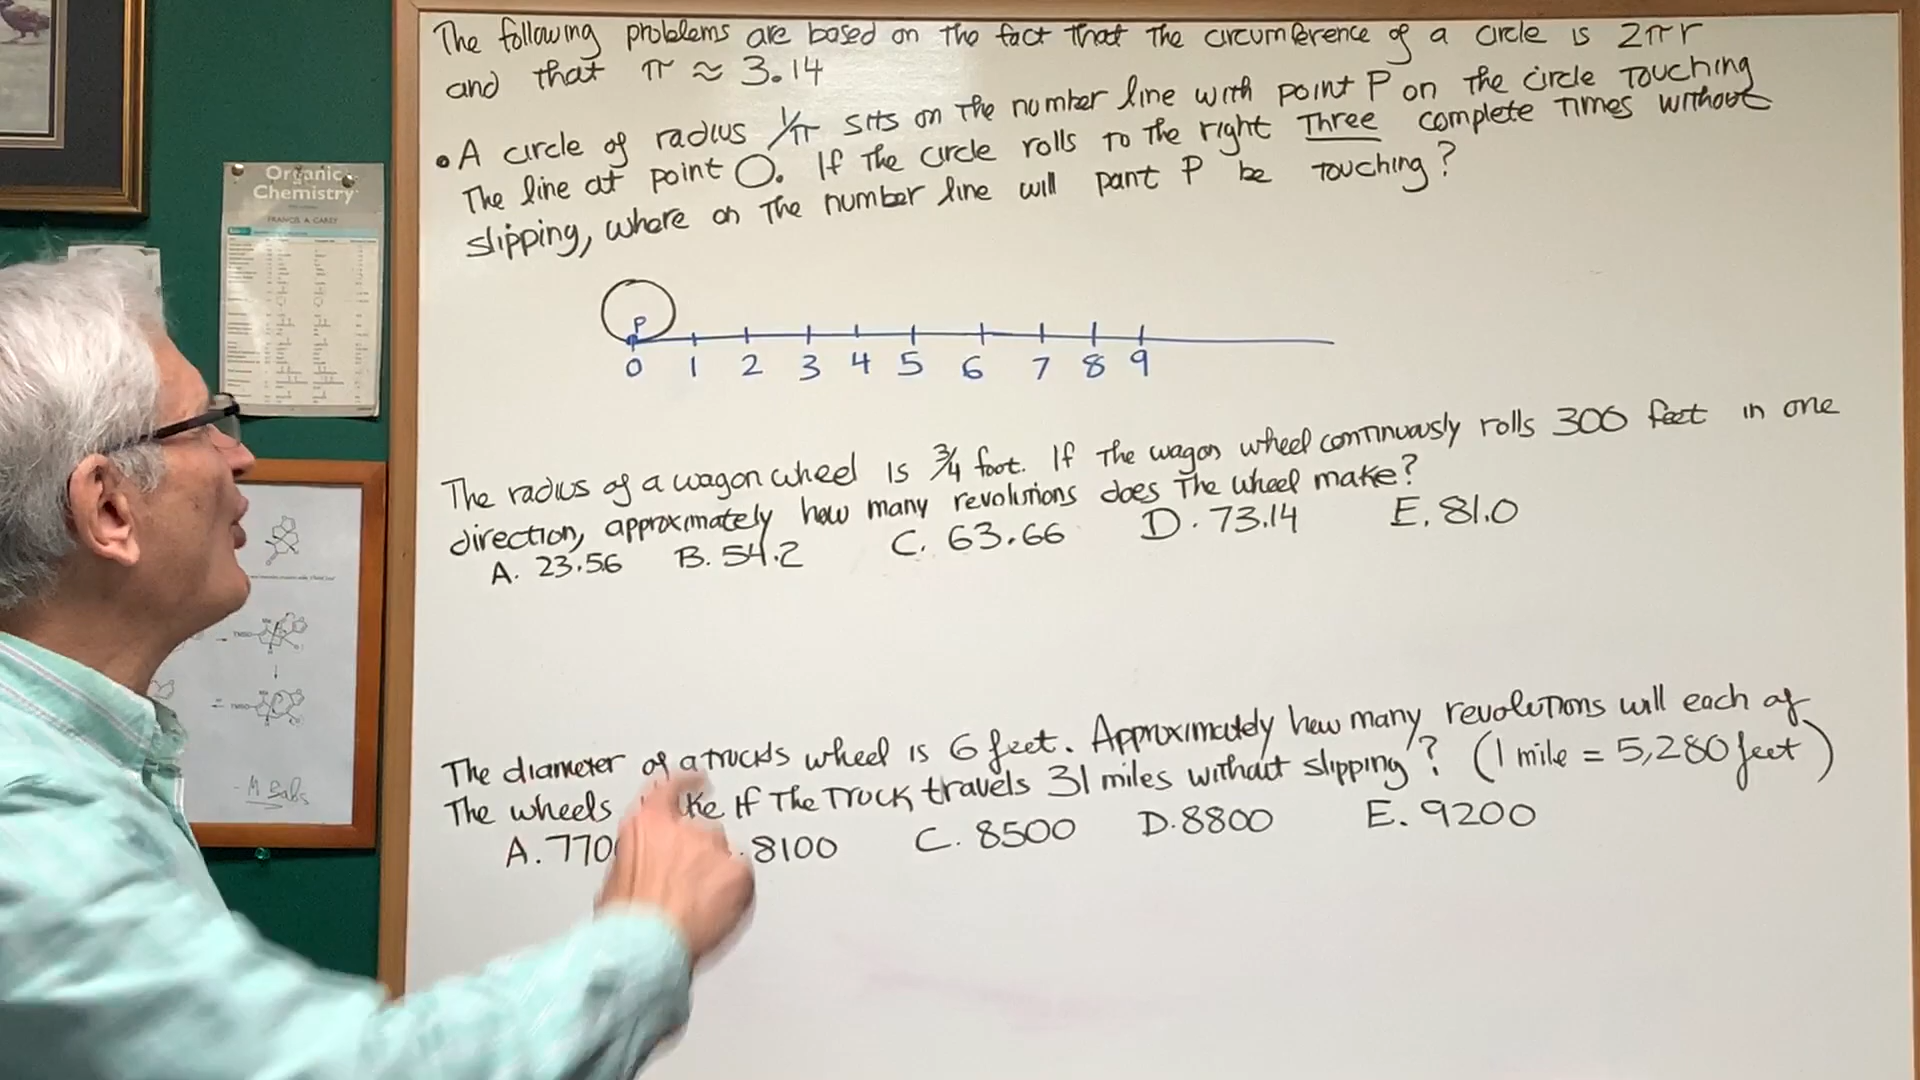 The following problems are based on the fact that the circumference of a circle is 2πr
and that π ≈ 3.14
• A circle of radius 1/π sits on the number line with point P on the circle touching
The line at point O. If the circle rolls to the right Three complete times without
slipping, where on the number line will point P be touching?
P
0 1 2 3 4 5 6 7 8 9
The radius of a wagon wheel is 3/4 foot. If the wagon wheel continuously rolls 300 feet in one
direction, approximately how many revolutions does the wheel make?
A. 23.56 B. 54.2 C. 63.66 D. 73.14 E. 81.0
The diameter of a trucks wheel is 6 feet. Approximately how many revolutions will each of
The wheels ke if The Truck travels 31 miles without slipping? (1 mile = 5,280 feet)
A. 770 . 8100 C. 8500 D. 8800 E. 9200
Organic
Chemistry
FRANCIS A. CAREY
- M Babs